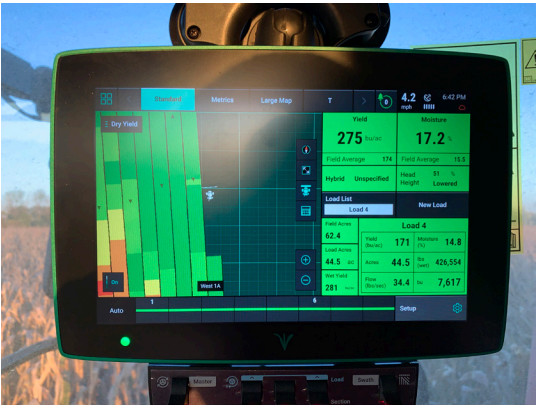 Standard Metrics Large Map T 0 4.2 mph 6:42 PM
Dry Yield
Yield Moisture
275 bu/ac 17.2 %
Field Average 174 Field Average 15.5
Hybrid Unspecified Head Height 51 % Lowered
Load List
Load 4 New Load
Field Acres Load 4
62.4
Yield (bu/ac) 171 Moisture (%) 14.8
Load Acres
44.5 ac Acres 44.5 lbs (wet) 426,554
Wet Yield
281 Flow (bu/sec) 34.4 bu 7,617
On
West 1A
1 6
Auto Setup
Master Load Swath
Section